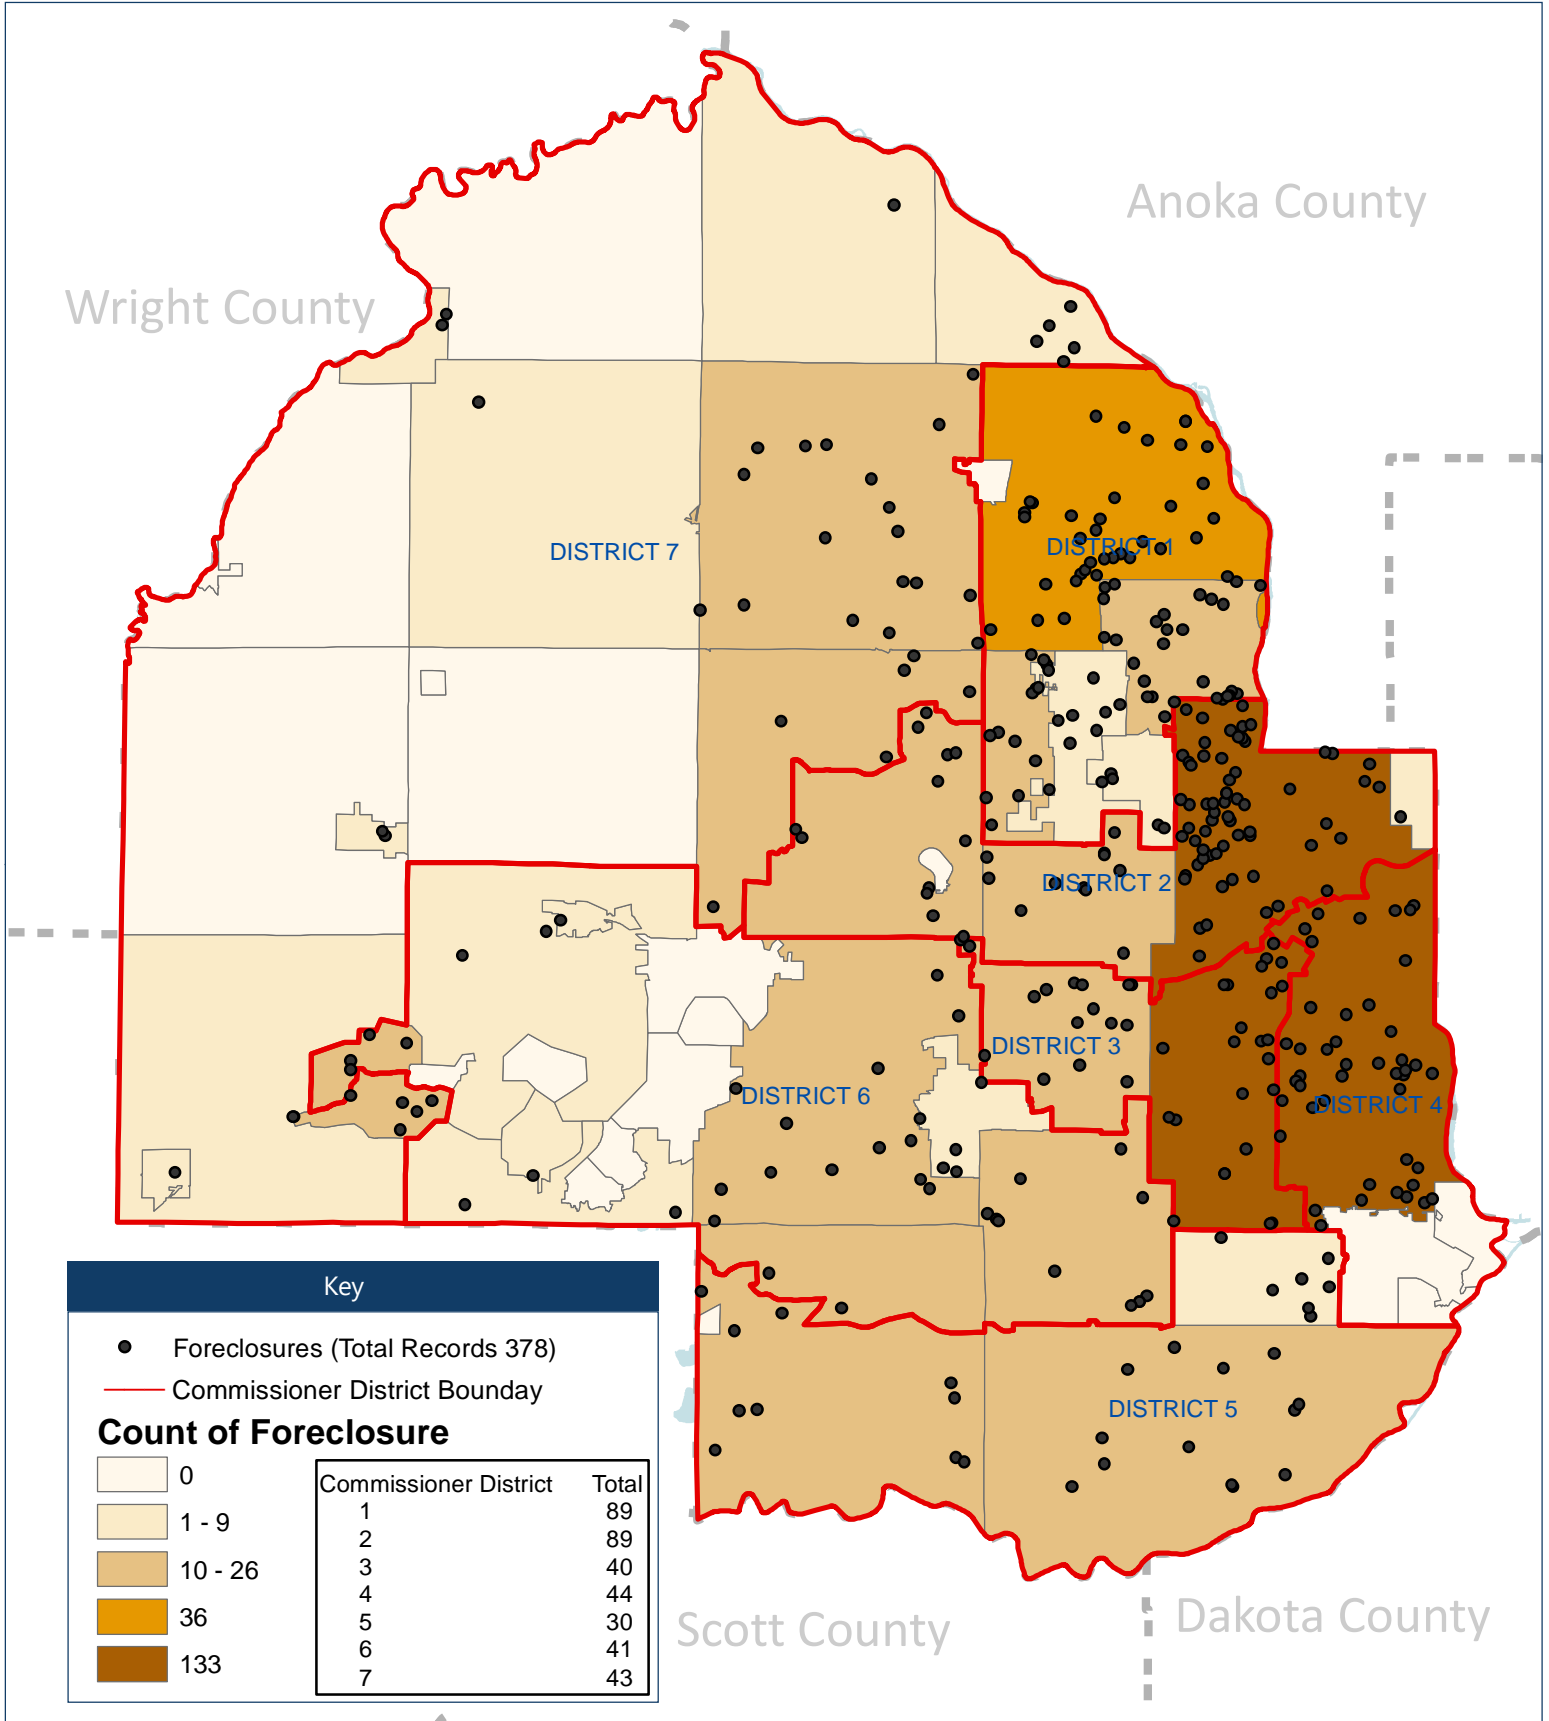 Anoka County
Wright County
DISTRICT 7
DISTRICT 1
DISTRICT 2
DISTRICT 3
DISTRICT 6
DISTRICT 4
DISTRICT 5
Scott County
Dakota County
Key
Foreclosures (Total Records 378)
Commissioner District Bounday
Count of Foreclosure
0
1 - 9
10 - 26
36
133
Commissioner District Total
1 89
2 89
3 40
4 44
5 30
6 41
7 43